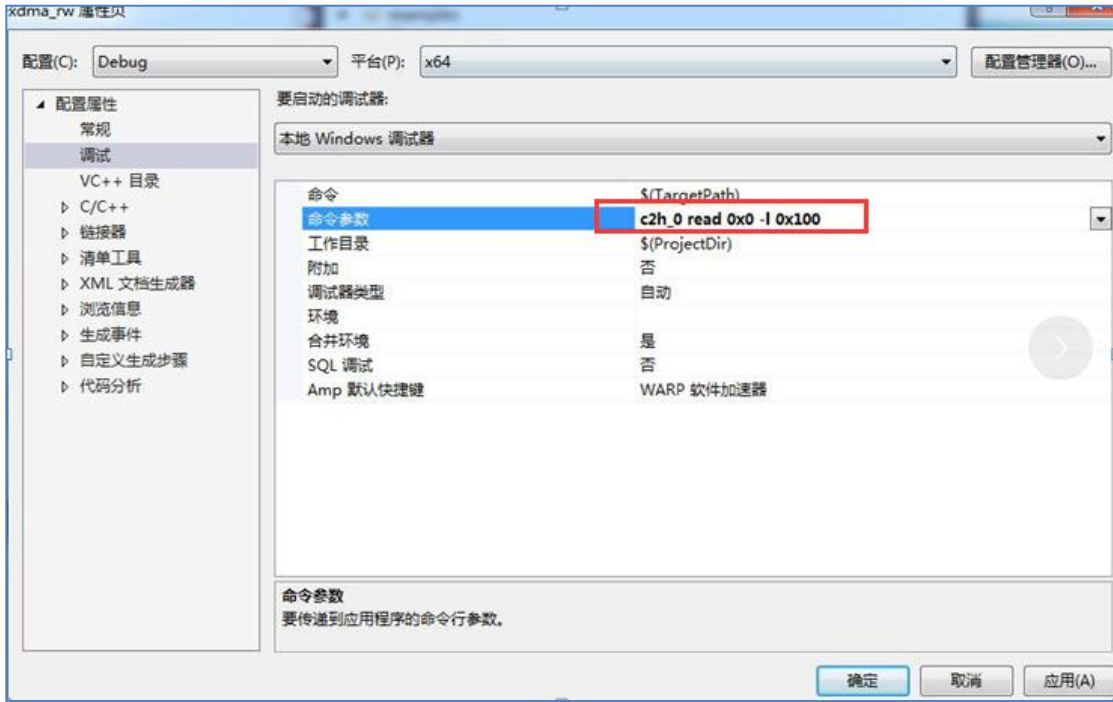 xdma_rw 属性页
examples
配置(C): Debug 平台(P): x64 配置管理器(O)...
配置属性
常规
调试
VC++ 目录
C/C++
链接器
清单工具
XML 文档生成器
浏览信息
生成事件
自定义生成步骤
代码分析
要启动的调试器:
本地 Windows 调试器
命令 $(TargetPath)
命令参数 c2h_0 read 0x0 -l 0x100
工作目录 $(ProjectDir)
附加 否
调试器类型 自动
环境
合并环境 是
SQL 调试 否
Amp 默认快捷键 WARP 软件加速器
命令参数
要传递到应用程序的命令行参数。
确定 取消 应用(A)